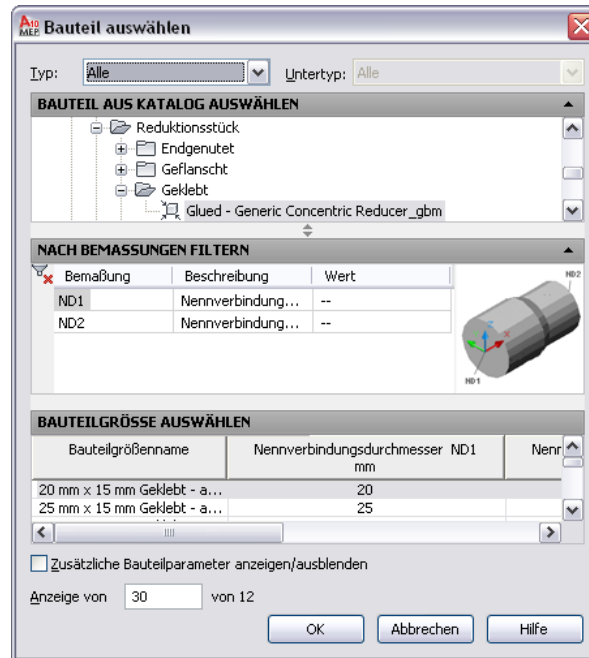 A10 MEP Bauteil auswählen
Typ: Alle Untertyp: Alle
BAUTEIL AUS KATALOG AUSWÄHLEN
Reduktionsstück
Endgenutet
Geflanscht
Geklebt
Glued - Generic Concentric Reducer_gbm
NACH BEMASSUNGEN FILTERN
Bemaßung Beschreibung Wert
ND1 Nennverbindung... --
ND2 Nennverbindung... --
ND2
Z
X
ND1
BAUTEILGRÖSSE AUSWÄHLEN
Bauteilgrößenname Nennverbindungsdurchmesser ND1 Nenr
mm
20 mm x 15 mm Geklebt - a... 20
25 mm x 15 mm Geklebt - a... 25
Zusätzliche Bauteilparameter anzeigen/ausblenden
Anzeige von 30 von 12
OK Abbrechen Hilfe